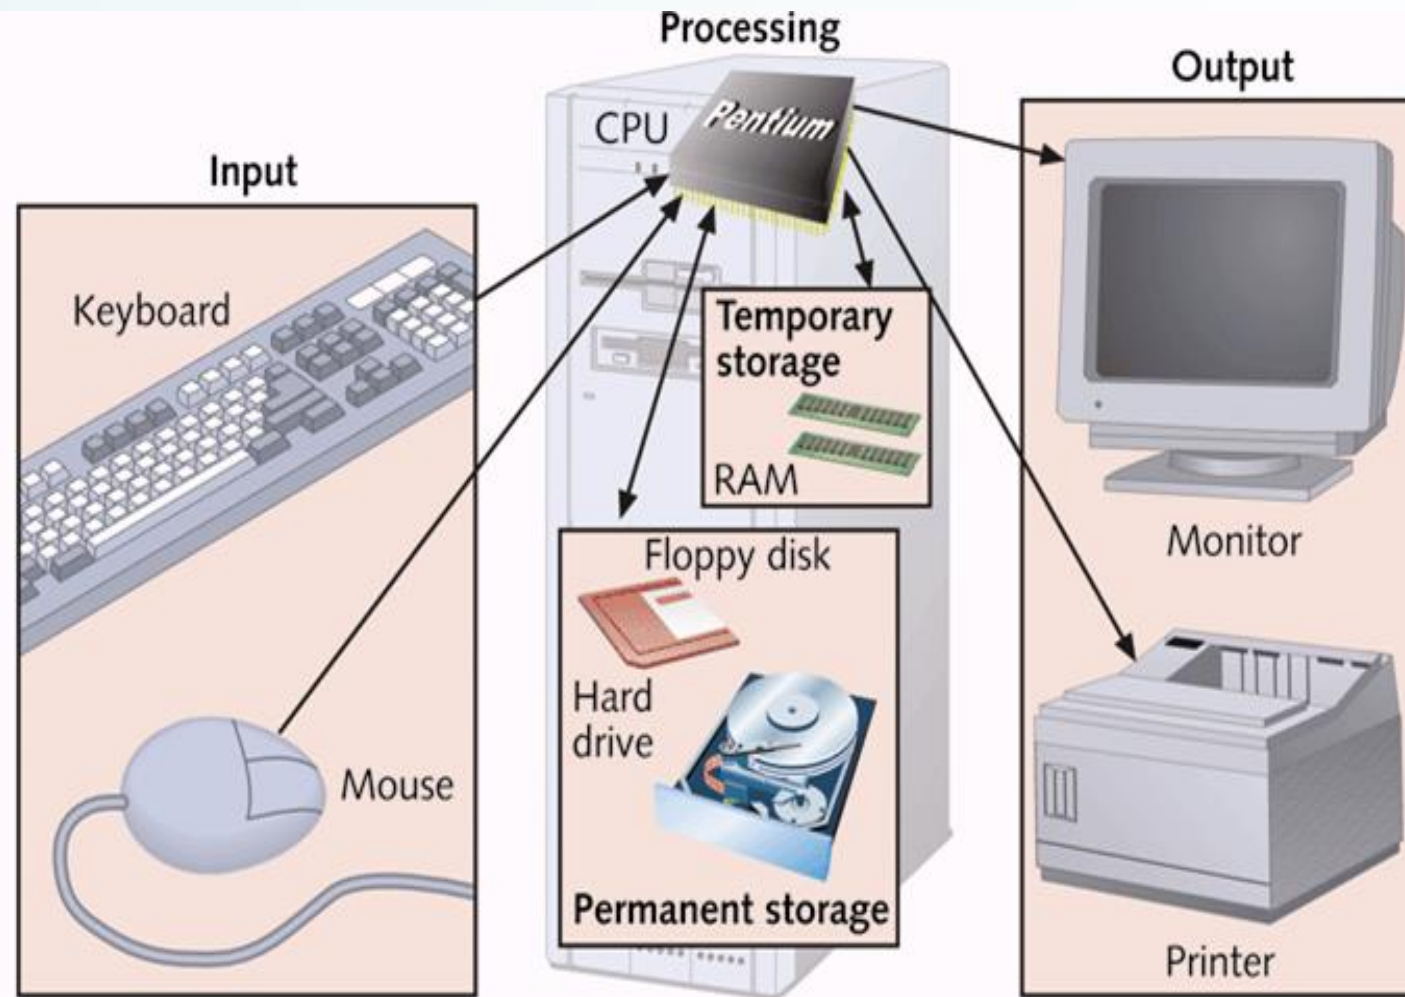 Processing
Output
CPU
Pentium
Input
Keyboard
Temporary
storage
RAM
Monitor
Floppy disk
Hard
drive
Mouse
Permanent storage
Printer